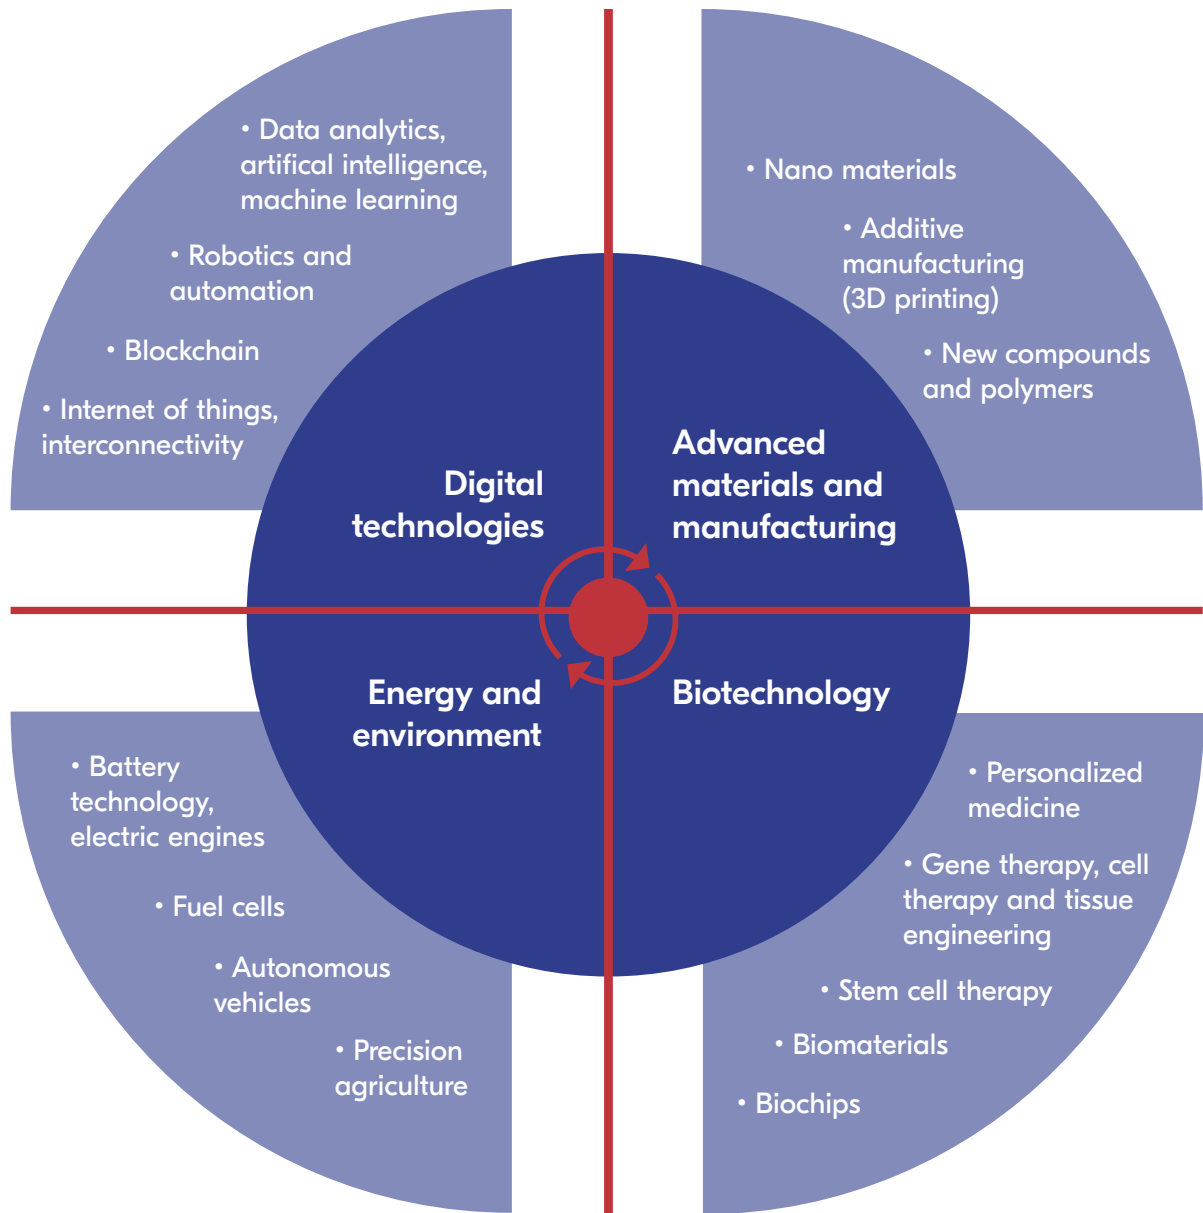 • Data analytics,
artifical intelligence,
machine learning
• Robotics and
automation
• Blockchain
• Internet of things,
interconnectivity
Digital
technologies
• Nano materials
• Additive
manufacturing
(3D printing)
• New compounds
and polymers
Advanced
materials and
manufacturing
Energy and
environment
• Battery
technology,
electric engines
• Fuel cells
• Autonomous
vehicles
• Precision
agriculture
Biotechnology
• Personalized
medicine
• Gene therapy, cell
therapy and tissue
engineering
• Stem cell therapy
• Biomaterials
• Biochips